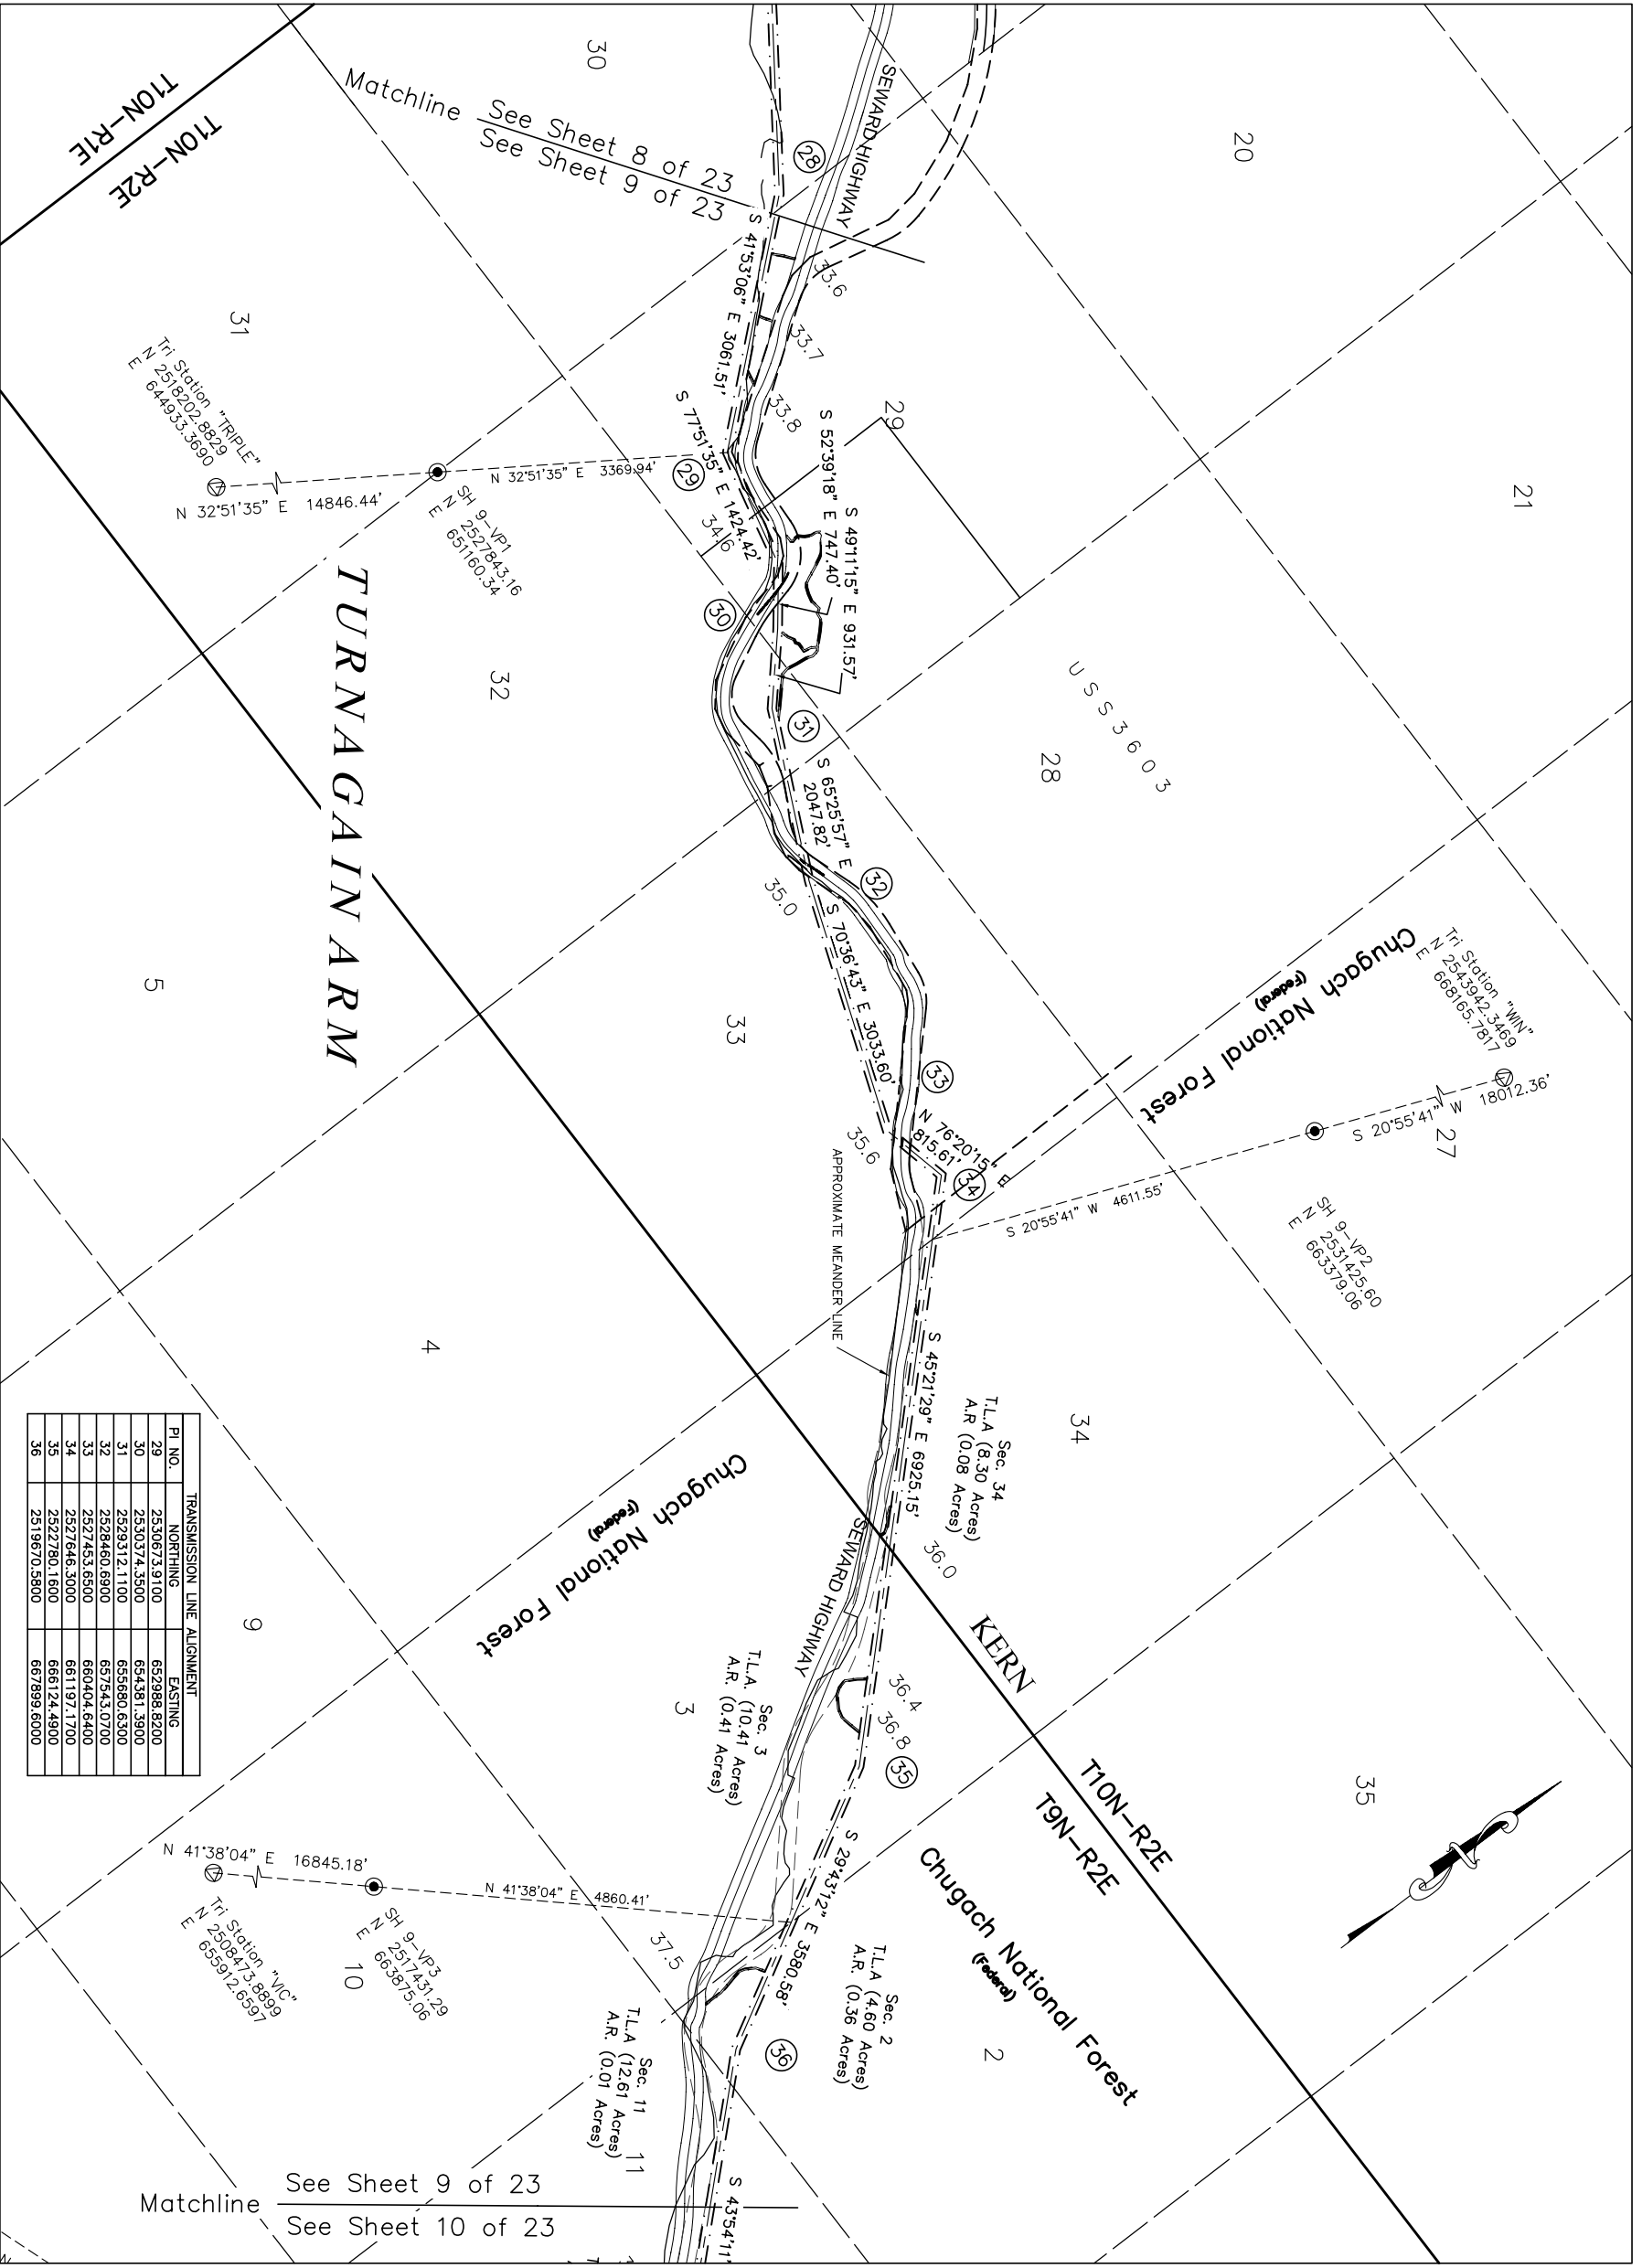 30
Matchline
See Sheet 8 of 23
See Sheet 9 of 23
T10N-R1E
T10N-R2E
SEWARD HIGHWAY
20
21
28
33.6
33.7
33.8
S 41°53'06" E 3061.51'
31
Tri Station "TRIPLE"
N 2518202.8829
E 644933.3690
N 32°51'35" E 14846.44'
N 32°51'35" E 3369.94'
SH 9-VP1
N 2527843.16
E 651160.34
29
S 77°51'35" E 1424.42'
34.6
29
S 52°39'18" E 747.40'
S 49°11'15" E 931.57'
30
31
32
TURNAGAIN ARM
U S S 3 6 0 3
28
S 65°25'57" E
2047.82'
32
35.0
S 70°36'43" E 3033.60'
33
5
33
Chugach National Forest
(Federal)
Tri Station "WIN"
N 2543942.3469
E 668165.7817
S 20°55'41" W 18012.36'
27
S 20°55'41" W 4611.55'
SH 9-VP2
N 2531425.60
E 663379.06
N 76°20'15" E
815.61'
34
35.6
APPROXIMATE MEANDER LINE
S 45°21'29" E 6925.15'
Sec. 34
T.L.A (8.30 Acres)
A.R (0.08 Acres)
34
36.0
4
Chugach National Forest
(Federal)
SEWARD HIGHWAY
KERN
T10N-R2E
T9N-R2E
35
36.4
36.8
35
Sec. 3
T.L.A. (10.41 Acres)
A.R. (0.41 Acres)
3
9
TRANSMISSION LINE ALIGNMENT
PI NO. NORTHING EASTING
29 2530673.9100 652988.8200
30 2530374.3500 654381.3900
31 2529312.1100 655680.6300
32 2528460.6900 657543.0700
33 2527453.6500 660404.6400
34 2527646.3000 661197.1700
35 2522780.1600 666124.4900
36 2519670.5800 667899.6000
S 29°43'12" E 3580.58'
Chugach National Forest
(Federal)
2
Sec. 2
T.L.A (4.60 Acres)
A.R. (0.36 Acres)
36
N 41°38'04" E 16845.18'
N 41°38'04" E 4860.41'
37.5
SH 9-VP3
N 2517431.29
E 663875.06
10
Tri Station "VIC"
N 2508473.8899
E 655912.6597
Sec. 11
T.L.A (12.61 Acres)
A.R. (0.01 Acres)
11
S 43°54'11"
Matchline
See Sheet 9 of 23
See Sheet 10 of 23